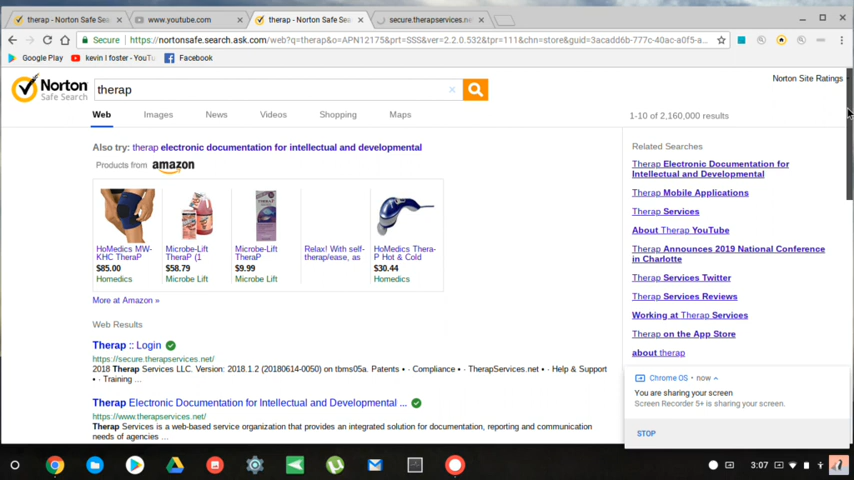 therap - Norton Safe Sea
www.youtube.com
therap - Norton Safe Sea
secure.therapservices.ne
Secure https://nortonsafe.search.ask.com/web?q=therap&o=APN12175&prt=SSS&ver=2.2.0.532&tpr=111&chn=store&guid=3acadd6b-777c-40ac-a0f5-a...
Google Play
kevin l foster - YouTu
Facebook
Norton
Safe Search
therap
Norton Site Ratings
Web Images News Videos Shopping Maps
1-10 of 2,160,000 results
Also try: therap electronic documentation for intellectual and developmental
Products from amazon
HoMedics MW-
KHC TheraP
$85.00
Homedics
Microbe-Lift
TheraP (1
$58.79
Microbe Lift
Microbe-Lift
TheraP
$9.99
Microbe Lift
Relax! With self-
therap/ease, as
HoMedics Thera-
P Hot & Cold
$30.44
Homedics
More at Amazon »
Web Results
Therap :: Login
https://secure.therapservices.net/
2018 Therap Services LLC. Version: 2018.1.2 (20180614-0050) on tbms05a. Patents • · Compliance • · TherapServices.net • · Help & Support
• · Training ...
Therap Electronic Documentation for Intellectual and Developmental ...
https://www.therapservices.net/
Therap Services is a web-based service organization that provides an integrated solution for documentation, reporting and communication
needs of agencies ...
Related Searches
Therap Electronic Documentation for
Intellectual and Developmental
Therap Mobile Applications
Therap Services
About Therap YouTube
Therap Announces 2019 National Conference
in Charlotte
Therap Services Twitter
Therap Services Reviews
Working at Therap Services
Therap on the App Store
about therap
Chrome OS • now
You are sharing your screen
Screen Recorder 5+ is sharing your screen.
STOP
3:07